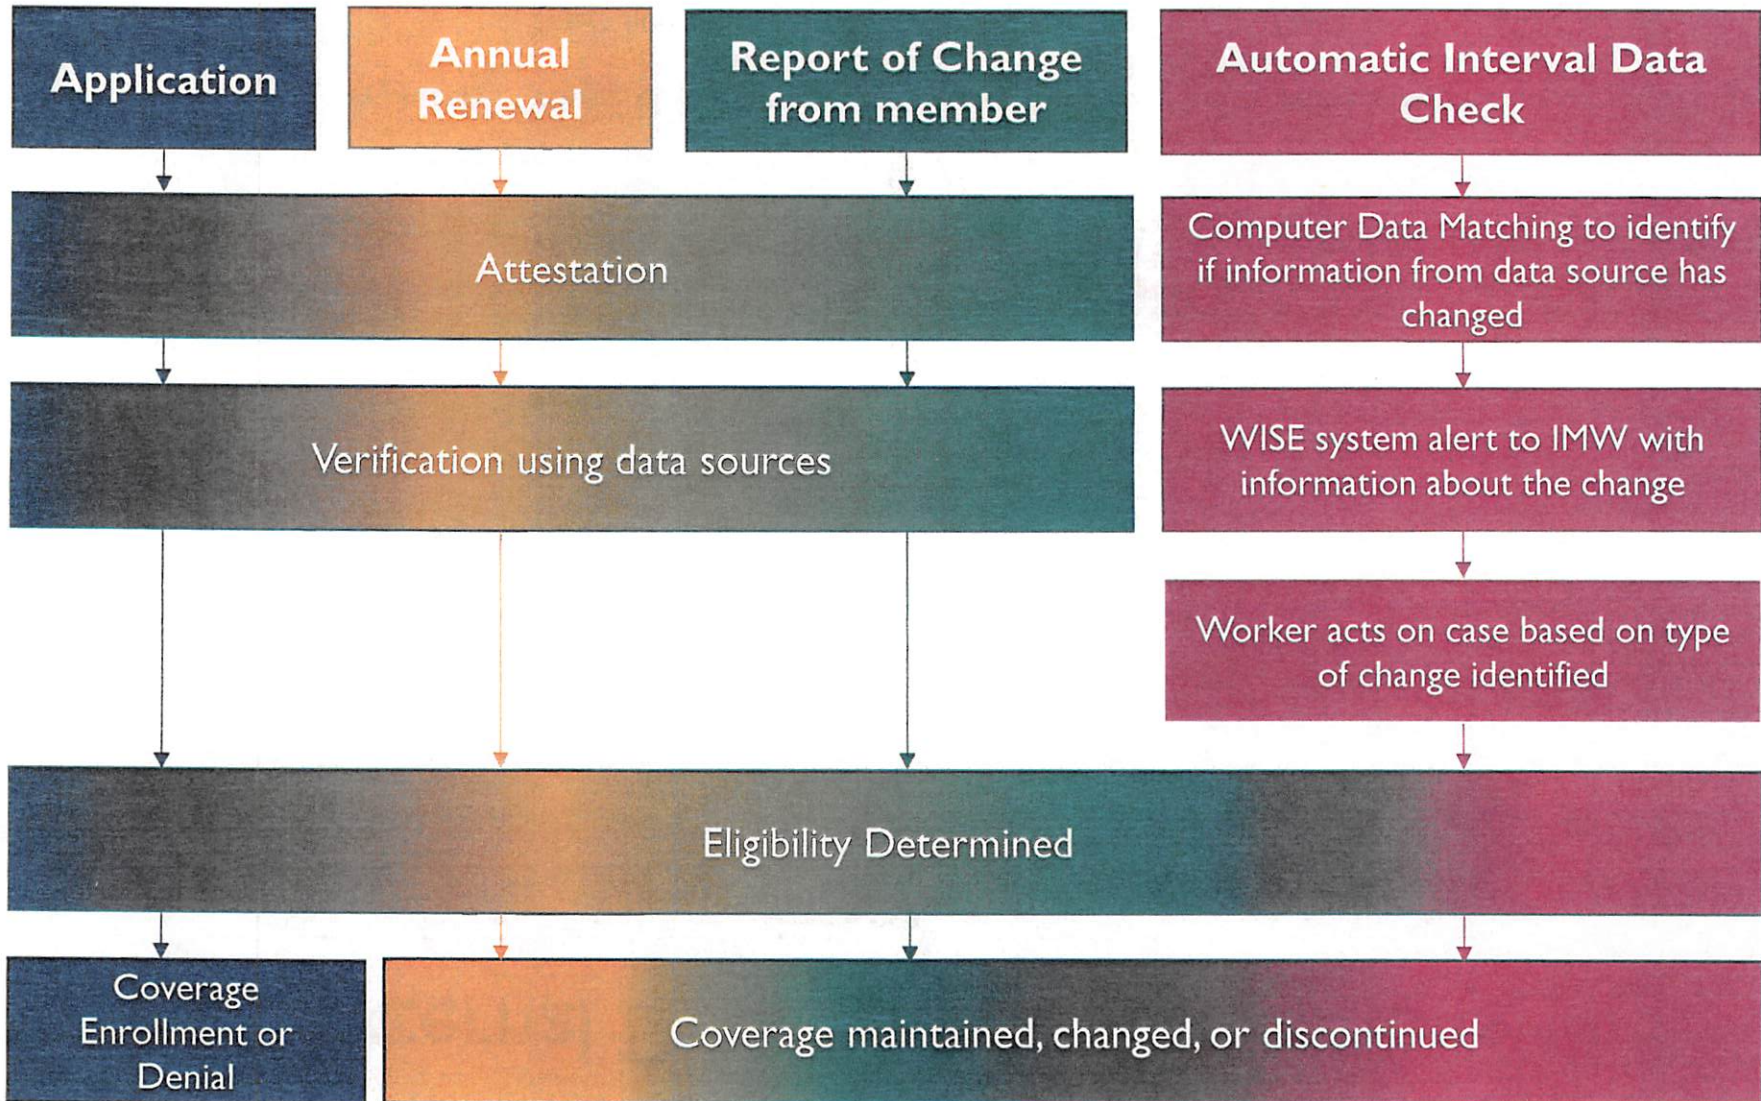 Application
Annual
Renewal
Report of Change
from member
Automatic Interval Data
Check
Attestation
Computer Data Matching to identify
if information from data source has
changed
Verification using data sources
WISE system alert to IMW with
information about the change
Worker acts on case based on type
of change identified
Eligibility Determined
Coverage
Enrollment or
Denial
Coverage maintained, changed, or discontinued